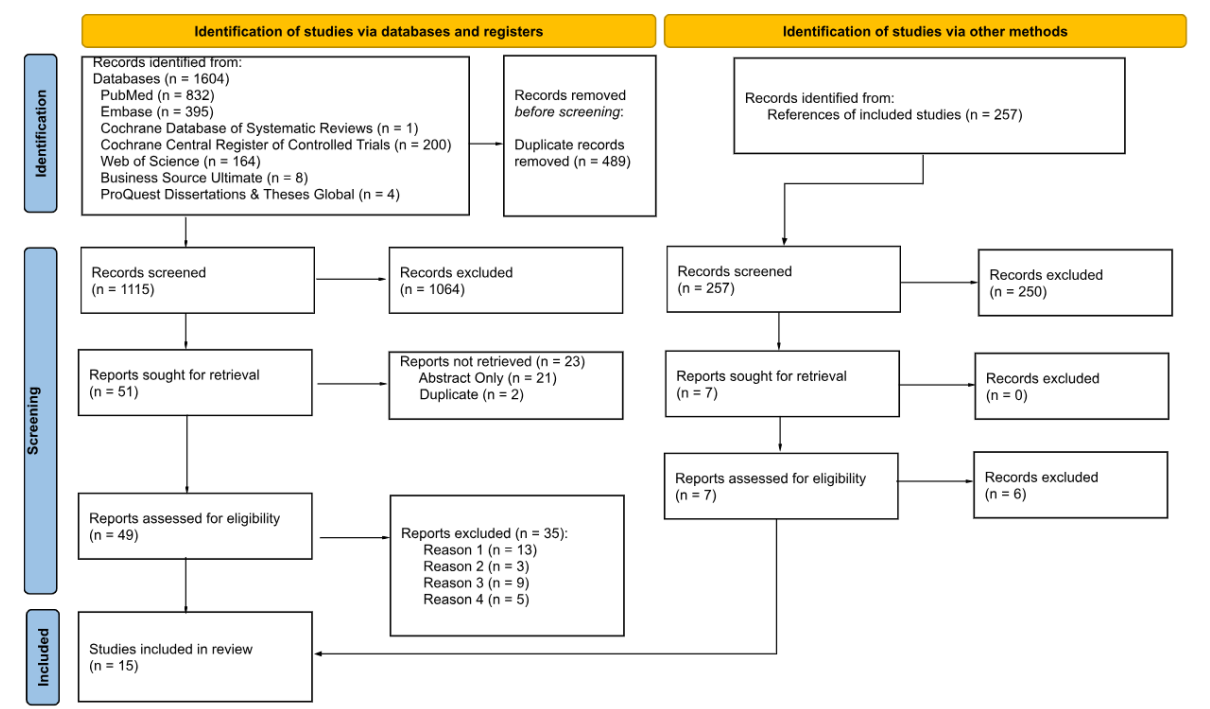 Identification of studies via databases and registers
Identification of studies via other methods
Identification
Records identified from:
Databases (n = 1604)
PubMed (n = 832)
Embase (n = 395)
Cochrane Database of Systematic Reviews (n = 1)
Cochrane Central Register of Controlled Trials (n = 200)
Web of Science (n = 164)
Business Source Ultimate (n = 8)
ProQuest Dissertations & Theses Global (n = 4)
Records removed
before screening:
Duplicate records
removed (n = 489)
Records identified from:
References of included studies (n = 257)
Screening
Records screened
(n = 1115)
Records excluded
(n = 1064)
Records screened
(n = 257)
Records excluded
(n = 250)
Reports sought for retrieval
(n = 51)
Reports not retrieved (n = 23)
Abstract Only (n = 21)
Duplicate (n = 2)
Reports sought for retrieval
(n = 7)
Records excluded
(n = 0)
Reports assessed for eligibility
(n = 49)
Reports excluded (n = 35):
Reason 1 (n = 13)
Reason 2 (n = 3)
Reason 3 (n = 9)
Reason 4 (n = 5)
Reports assessed for eligibility
(n = 7)
Records excluded
(n = 6)
Included
Studies included in review
(n = 15)